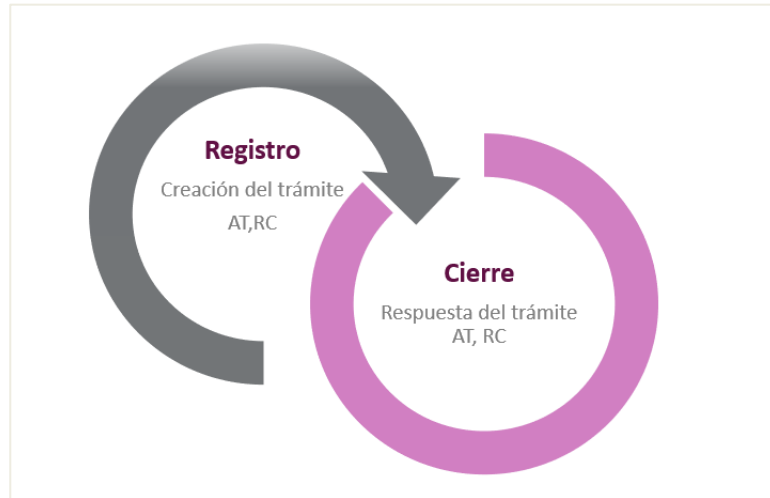 Registro
Creación del trámite
AT,RC
Cierre
Respuesta del trámite
AT, RC